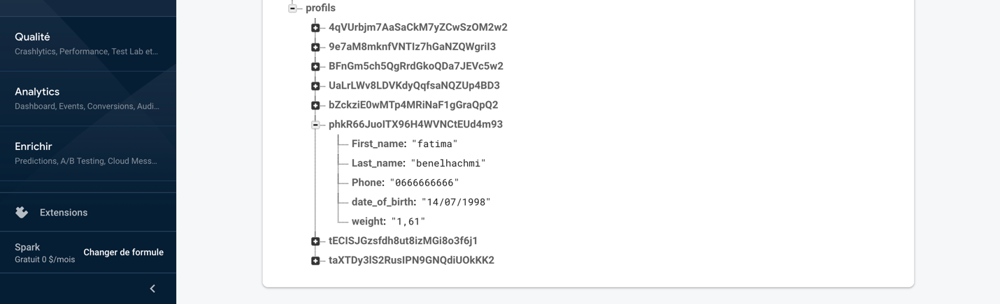 Qualité
Crashlytics, Performance, Test Lab et...
Analytics
Dashboard, Events, Conversions, Audi...
Enrichir
Predictions, A/B Testing, Cloud Mess...
Extensions
Spark
Gratuit 0 $/mois
Changer de formule
profils
4qVUrbjm7AaSaCkM7yZCwSzOM2w2
9e7aM8mknfVNTIz7hGaNZQWgriI3
BFnGm5ch5QgRrdGkoQDa7JEVc5w2
UaLrLWv8LDVKdyQqfsaNQZUp4BD3
bZckziE0wMTp4MRiNaF1gGraQpQ2
phkR66JuoITX96H4WVNCtEUd4m93
First_name: "fatima"
Last_name: "benelhachmi"
Phone: "0666666666"
date_of_birth: "14/07/1998"
weight: "1,61"
tECISJGzsfdh8ut8izMGi8o3f6j1
taXTDy3lS2RusIPN9GNQdiUOkKK2